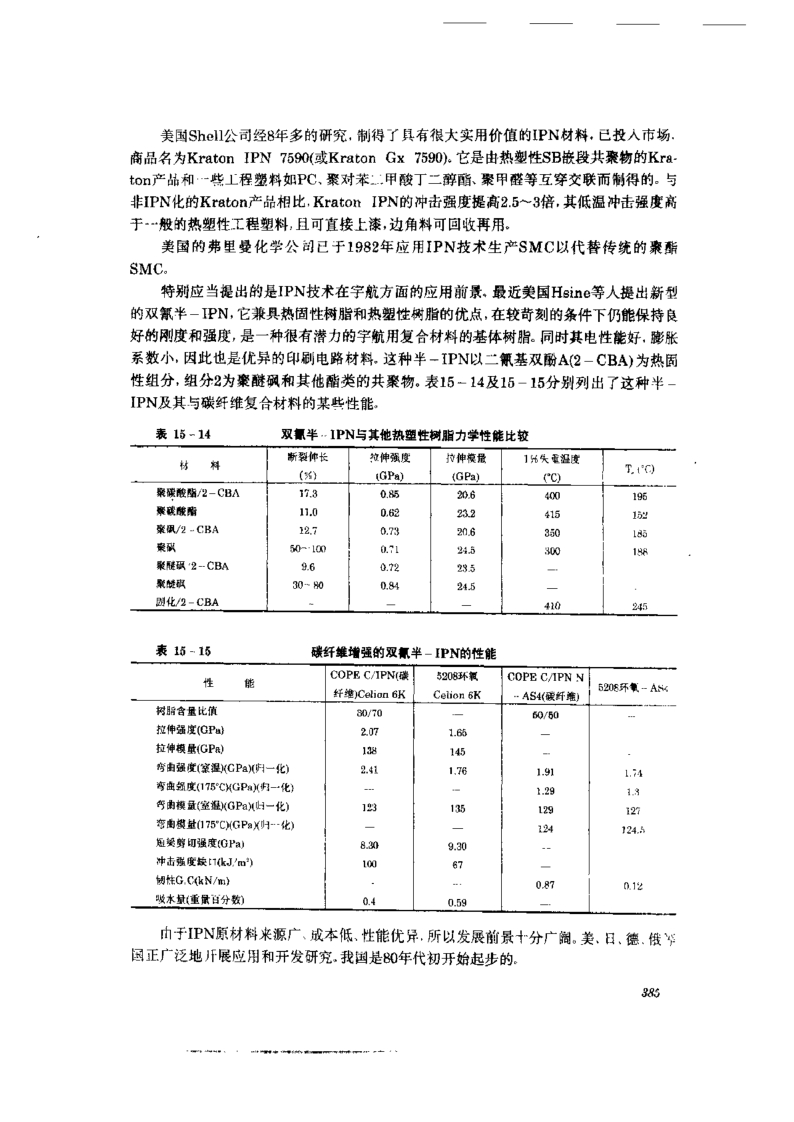 美国Shell公司经8年多的研究,制得了具有很大实用价值的IPN材料,已投入市场.
商品名为Kraton IPN 7590(或Kraton Gx 7590)。它是由热塑性SB嵌段共聚物的Kra-
ton产品和一些工程塑料如PC、聚对苯二甲酸丁二醇酯、聚甲醛等互穿交联而制得的。与
非IPN化的Kraton产品相比,Kraton IPN的冲击强度提高2.5~3倍,其低温冲击强度高
于一般的热塑性工程塑料,且可直接上漆,边角料可回收再用。
美国的弗里曼化学公司已于1982年应用IPN技术生产SMC以代替传统的聚酯
SMC。
特别应当提出的是IPN技术在宇航方面的应用前景。最近美国Hsine等人提出新型
的双氰半-IPN,它兼具热固性树脂和热塑性树脂的优点,在较苛刻的条件下仍能保持良
好的刚度和强度,是一种很有潜力的宇航用复合材料的基体树脂。同时其电性能好,膨胀
系数小,因此也是优异的印刷电路材料。这种半-IPN以二氰基双酚A(2-CBA)为热固
性组分,组分2为聚醚砜和其他酯类的共聚物。表15-14及15-15分别列出了这种半-
IPN及其与碳纤维复合材料的某些性能。
表 15-14 双氰半-IPN与其他热塑性树脂力学性能比较
材 料 断裂伸长(%) 拉伸强度(GPa) 拉伸模量(GPa) 1%失重温度(℃) T (℃)
聚碳酸酯/2-CBA 17.3 0.85 20.6 400 195
聚碳酸酯 11.0 0.62 23.2 415 152
聚砜/2-CBA 12.7 0.73 20.6 350 185
聚砜 50~100 0.71 24.5 300 188
聚醚砜/2-CBA 9.6 0.72 23.5 —
聚醚砜 30~80 0.84 24.5 —
固化/2-CBA - — — 410 245
表 15-15 碳纤维增强的双氰半-IPN的性能
性 能 COPE C/IPN(碳纤维)Celion 6K 5208环氧 Celion 6K COPE C/IPN N-AS4(碳纤维) 5208环氧-AS4
树脂含量比值 30/70 — 50/50 —
拉伸强度(GPa) 2.07 1.65 —
拉伸模量(GPa) 138 145 —
弯曲强度(室温)(GPa)(归一化) 2.41 1.76 1.91 1.74
弯曲强度(175℃)(GPa)(归一化) — — 1.29 1.3
弯曲模量(室温)(GPa)(归一化) 123 135 129 127
弯曲模量(175℃)(GPa)(归一化) — — 124 124.5
短梁剪切强度(GPa) 8.30 9.30 —
冲击强度缺口(kJ/m²) 100 67 —
韧性G.C(kN/m) - — 0.87 0.12
吸水量(重量百分数) 0.4 0.59 —
由于IPN原材料来源广、成本低、性能优异,所以发展前景十分广阔。美、日、德、俄等
国正广泛地开展应用和开发研究。我国是80年代初开始起步的。
385